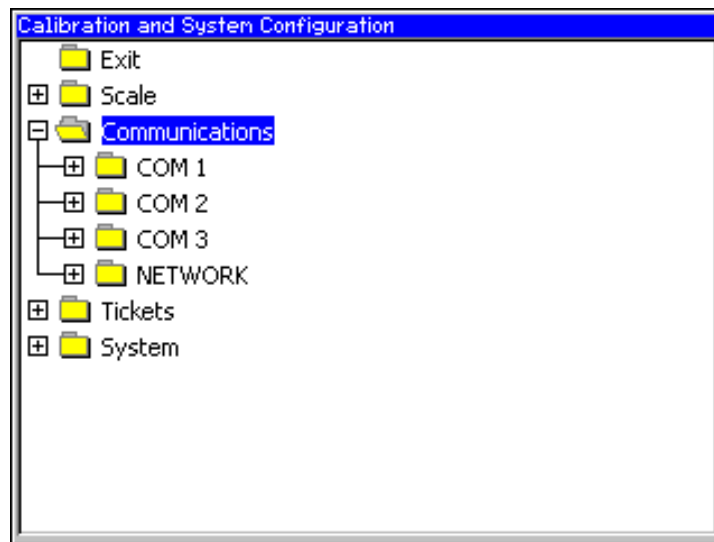 Calibration and System Configuration
Exit
Scale
Communications
COM 1
COM 2
COM 3
NETWORK
Tickets
System